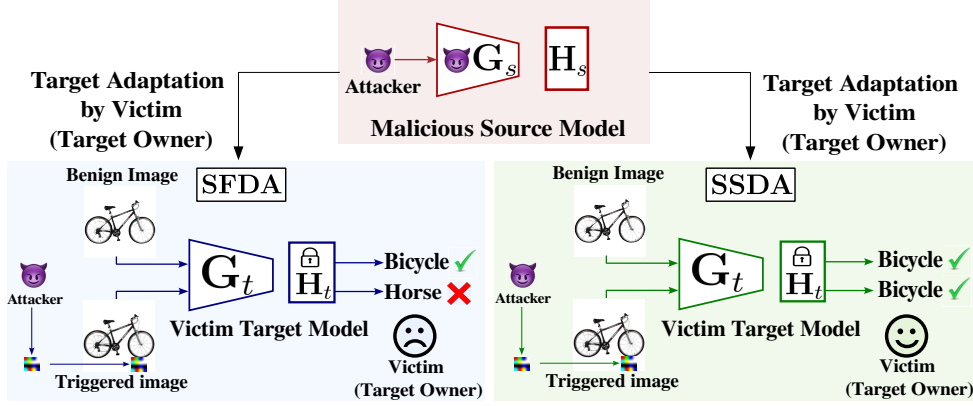 G_s
H_s
Attacker
Malicious Source Model
Target Adaptation
by Victim
(Target Owner)
Target Adaptation
by Victim
(Target Owner)
SFDA
Benign Image
G_t
H_t
Bicycle
Horse
Attacker
Victim Target Model
Triggered image
Victim
(Target Owner)
SSDA
Benign Image
G_t
H_t
Bicycle
Bicycle
Attacker
Victim Target Model
Triggered image
Victim
(Target Owner)